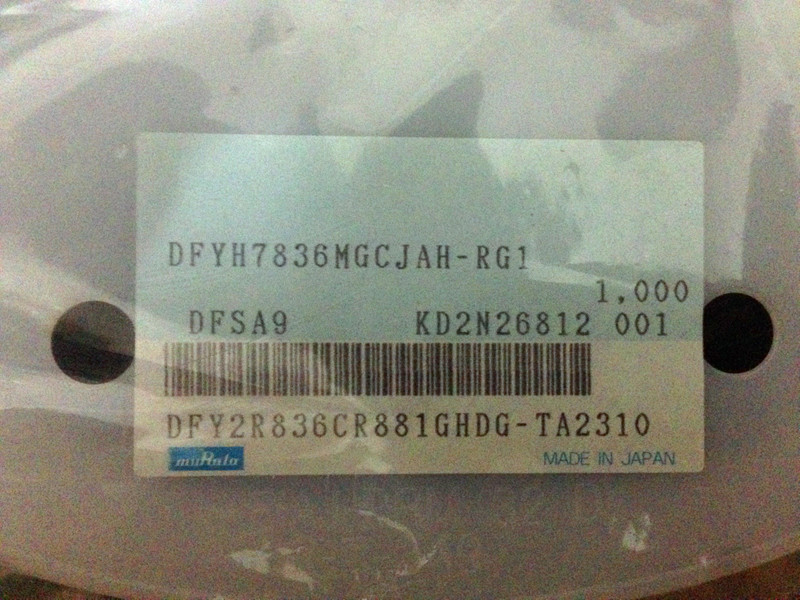 DFYH7836MGCJAH-RG1
1,000
DFSA9 KD2N26812 001
DFY2R836CR881GHDG-TA2310
muRata MADE IN JAPAN